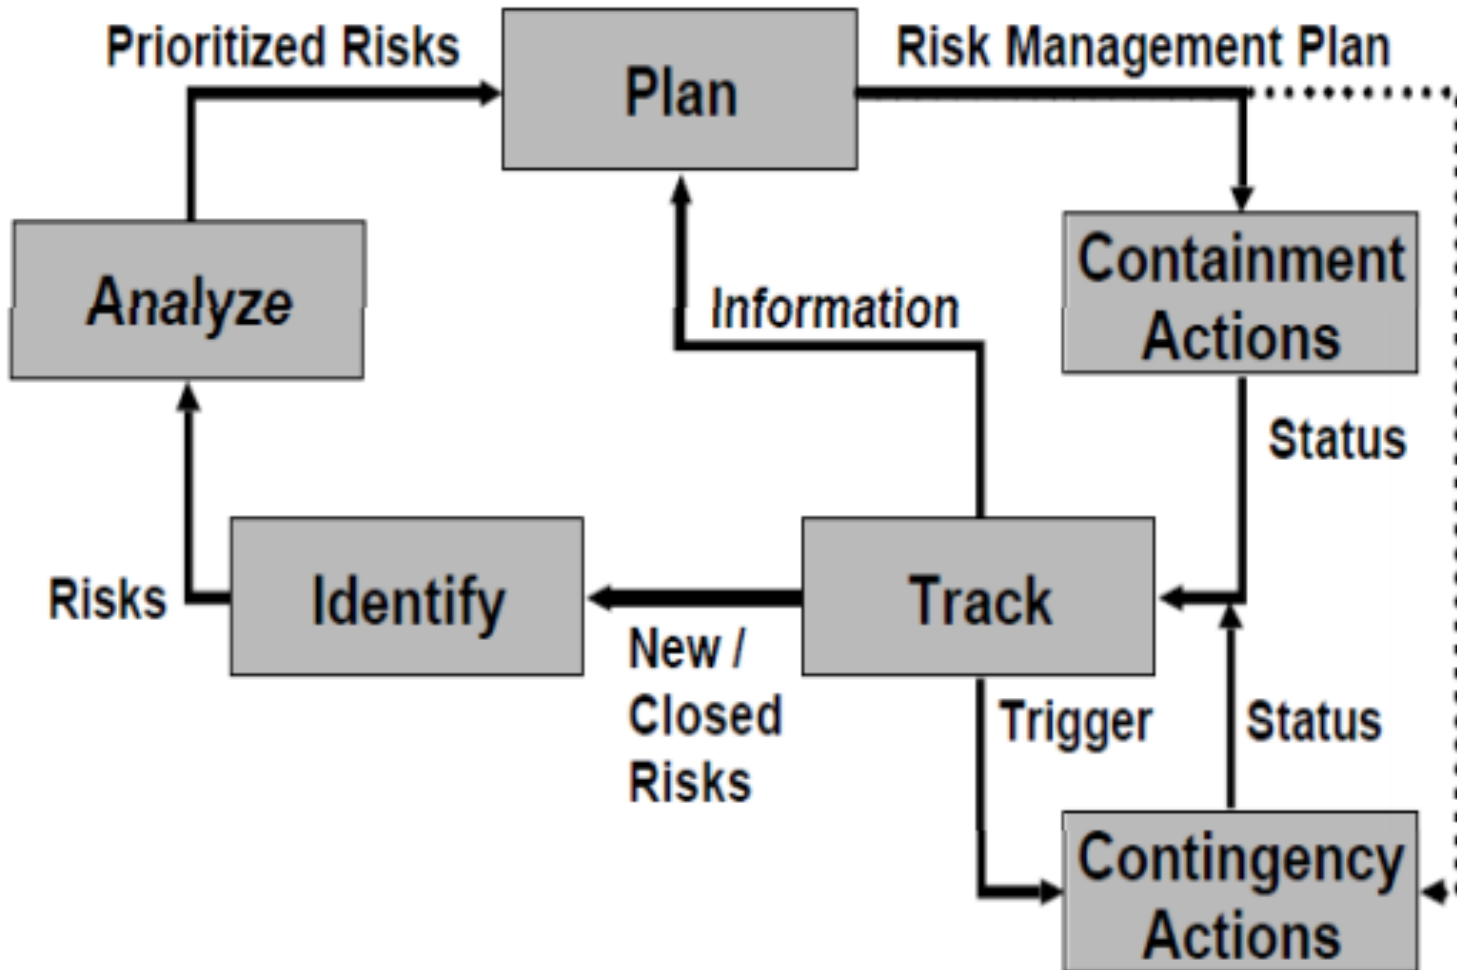 Prioritized Risks
Plan
Risk Management Plan
Analyze
Information
Containment
Actions
Status
Risks
Identify
New /
Closed
Risks
Track
Trigger
Status
Contingency
Actions